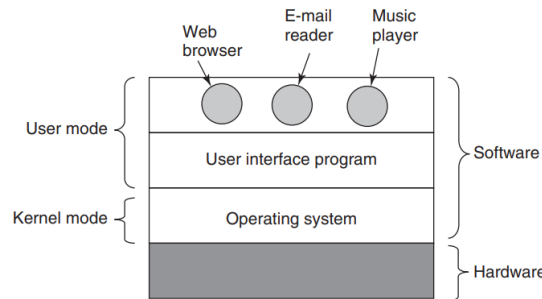 Web
browser
E-mail
reader
Music
player
User mode
User interface program
Software
Kernel mode
Operating system
Hardware